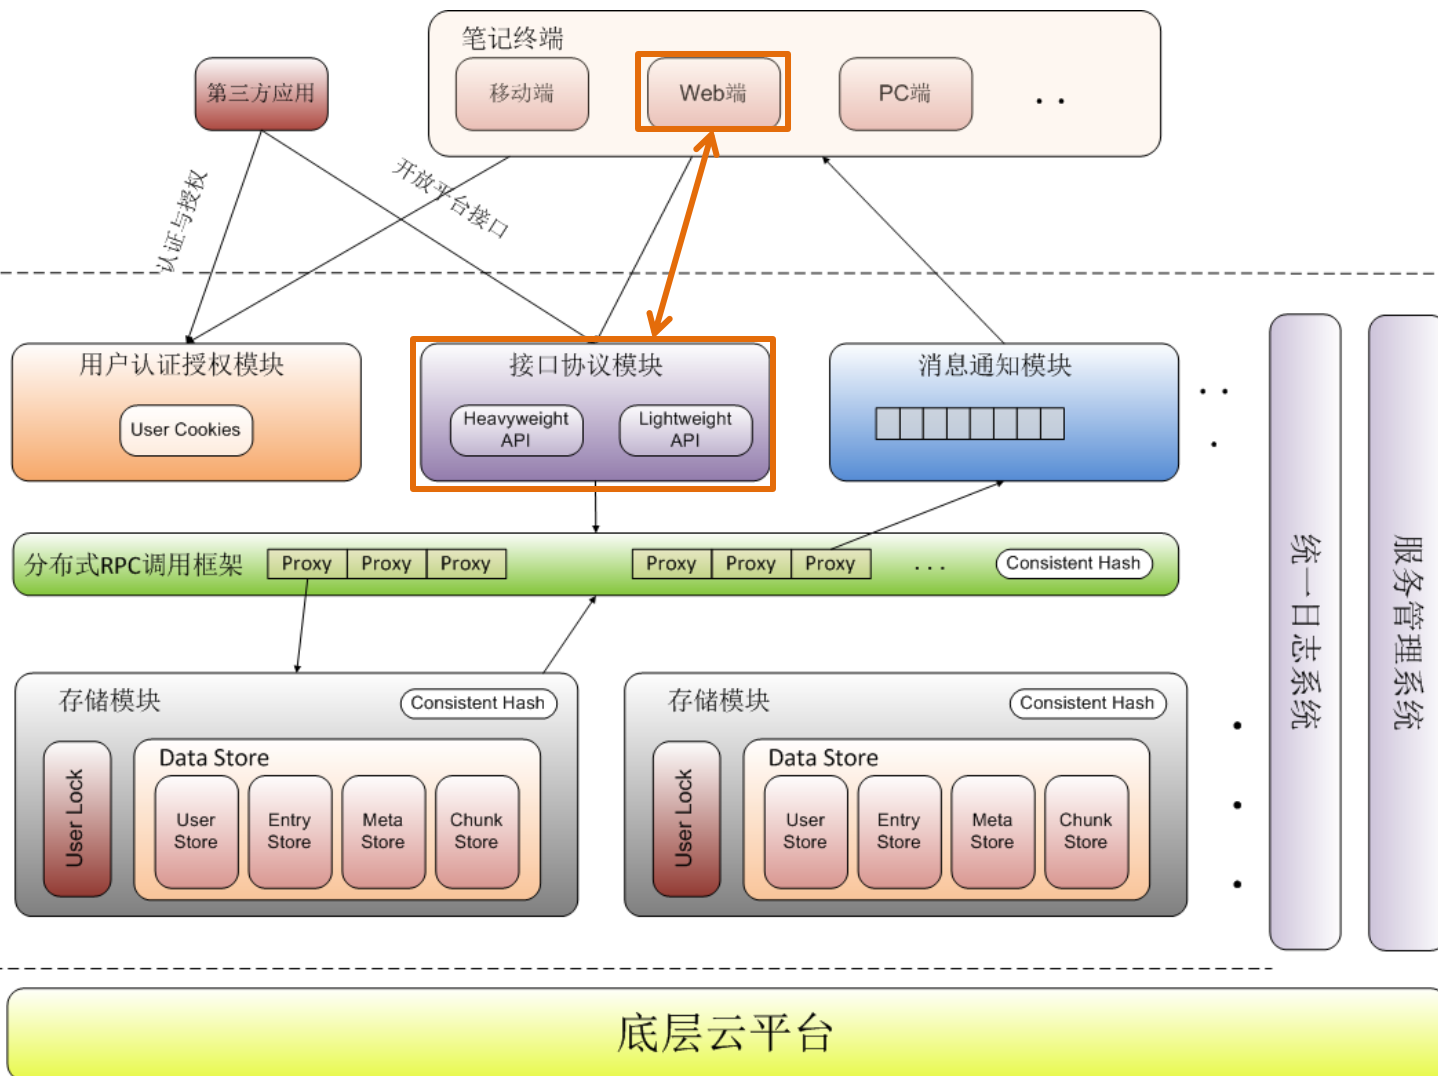 笔记终端
第三方应用
移动端
Web端
PC端
. .
认证与授权
开放平台接口
用户认证授权模块
User Cookies
接口协议模块
Heavyweight
API
Lightweight
API
消息通知模块
分布式RPC调用框架
Proxy
Proxy
Proxy
Proxy
Proxy
Proxy
. . .
Consistent Hash
存储模块
Consistent Hash
User Lock
Data Store
User
Store
Entry
Store
Meta
Store
Chunk
Store
存储模块
Consistent Hash
User Lock
Data Store
User
Store
Entry
Store
Meta
Store
Chunk
Store
统一日志系统
服务管理系统
底层云平台